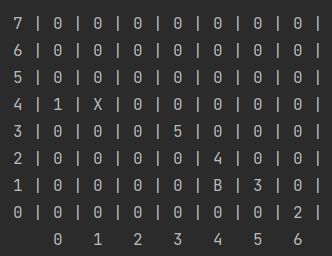 7 | 0 | 0 | 0 | 0 | 0 | 0 | 0 |
6 | 0 | 0 | 0 | 0 | 0 | 0 | 0 |
5 | 0 | 0 | 0 | 0 | 0 | 0 | 0 |
4 | 1 | X | 0 | 0 | 0 | 0 | 0 |
3 | 0 | 0 | 0 | 5 | 0 | 0 | 0 |
2 | 0 | 0 | 0 | 0 | 4 | 0 | 0 |
1 | 0 | 0 | 0 | 0 | B | 3 | 0 |
0 | 0 | 0 | 0 | 0 | 0 | 0 | 2 |
0 1 2 3 4 5 6